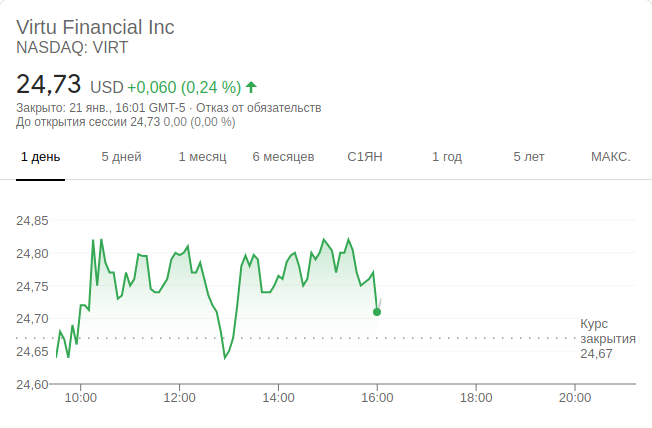 Virtu Financial Inc
NASDAQ: VIRT
24,73 USD +0,060 (0,24 %)
Закрыто: 21 янв., 16:01 GMT-5 · Отказ от обязательств
До открытия сессии 24,73 0,00 (0,00 %)
1 день 5 дней 1 месяц 6 месяцев С1ЯН 1 год 5 лет МАКС.
24,85
24,80
24,75
24,70
Курс
закрытия
24,67
24,65
24,60
10:00 12:00 14:00 16:00 18:00 20:00